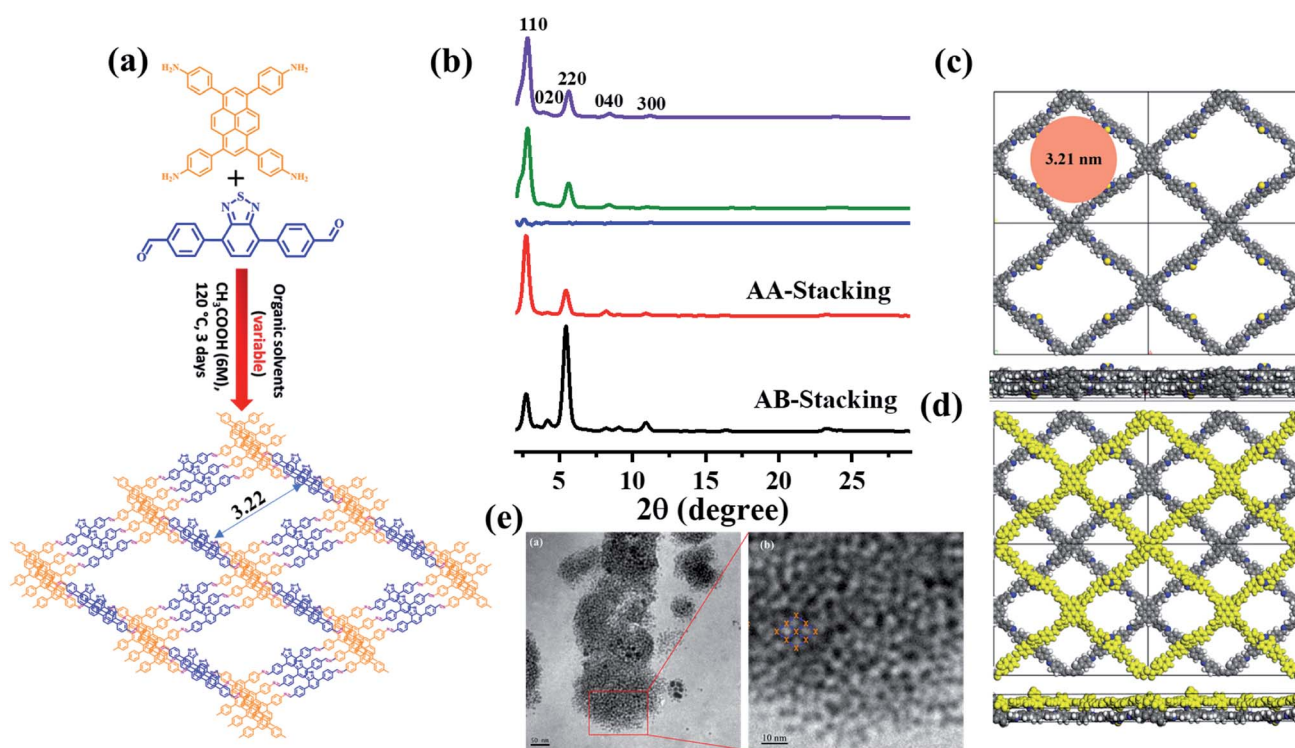 (a)
H₂N
NH₂
H₂N
NH₂
+
S
N
N
O
O
Organic solvents
(variable)
CH₃COOH (6M),
120 °C, 3 days
3.22
(b)
110
020
220
040
300
AA-Stacking
AB-Stacking
5
10
15
20
25
2θ (degree)
(c)
3.21 nm
(d)
(e)
(a)
50 nm
(b)
10 nm